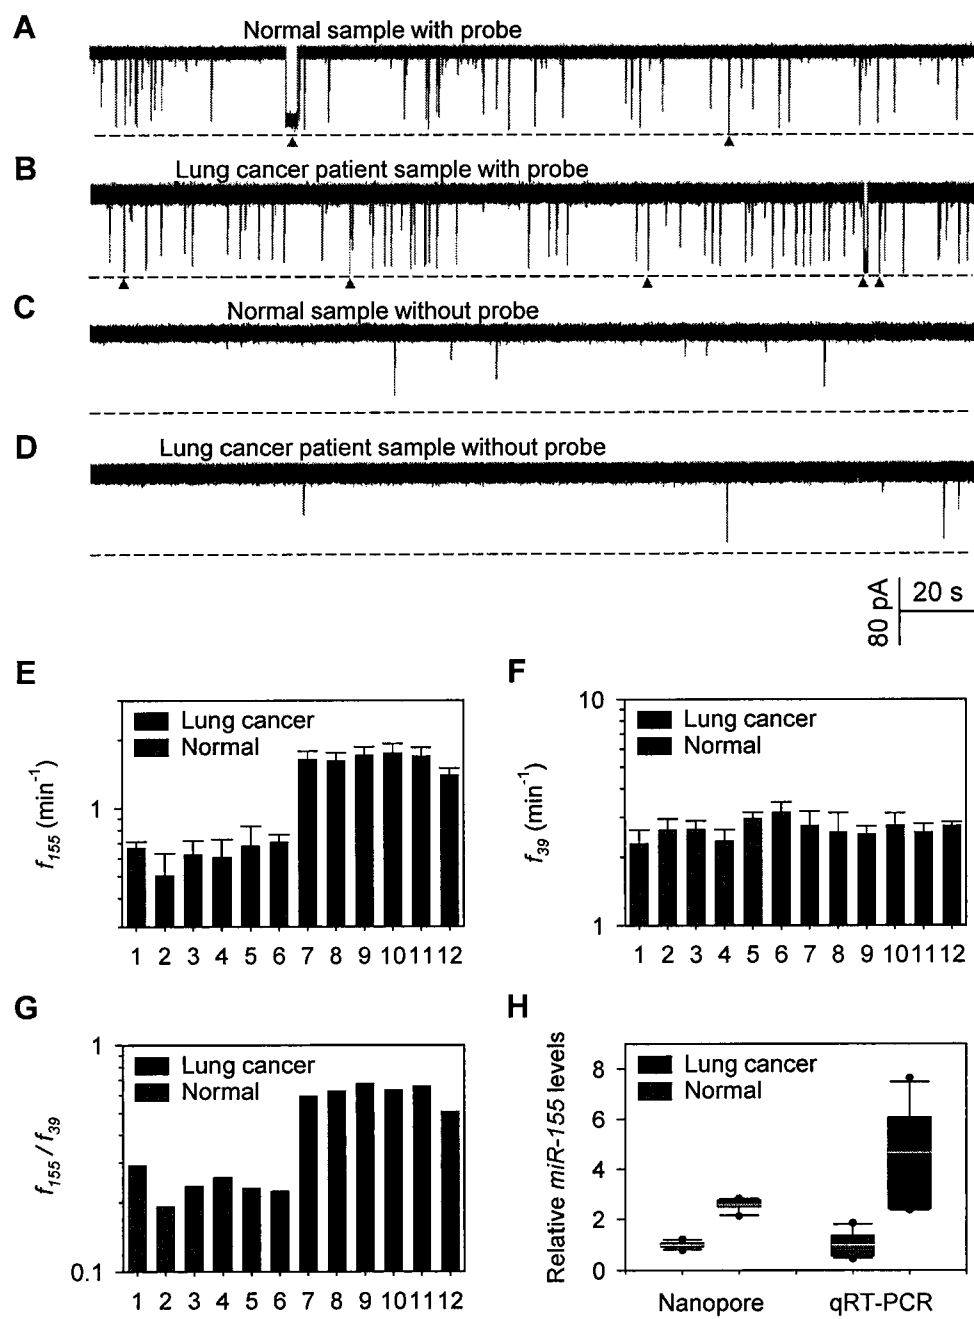 A
Normal sample with probe
B
Lung cancer patient sample with probe
C
Normal sample without probe
D
Lung cancer patient sample without probe
80 pA
20 s
E
Lung cancer
Normal
f155 (min-1)
1
1 2 3 4 5 6 7 8 9 10 11 12
F
Lung cancer
Normal
f39 (min-1)
10
1
1 2 3 4 5 6 7 8 9 10 11 12
G
Lung cancer
Normal
f155 / f39
1
0.1
1 2 3 4 5 6 7 8 9 10 11 12
H
Lung cancer
Normal
Relative miR-155 levels
8
6
4
2
0
Nanopore qRT-PCR